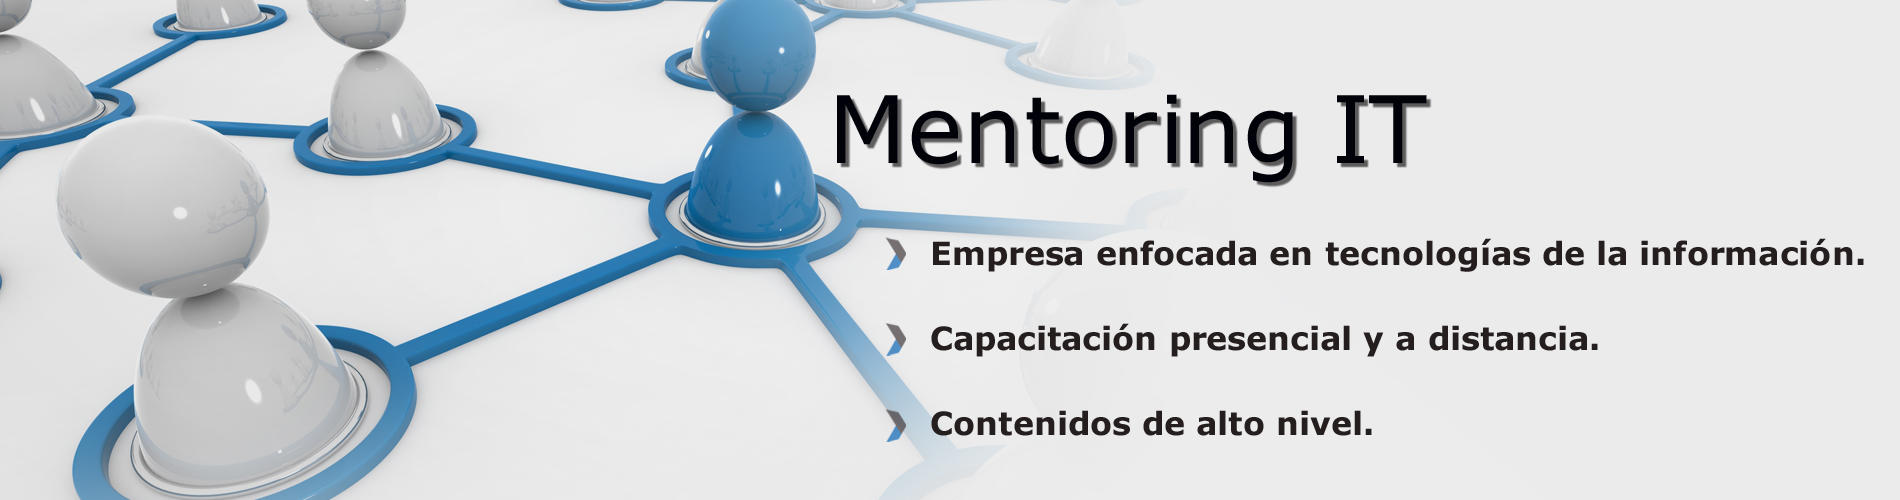 Mentoring IT
Empresa enfocada en tecnologías de la información.
Capacitación presencial y a distancia.
Contenidos de alto nivel.